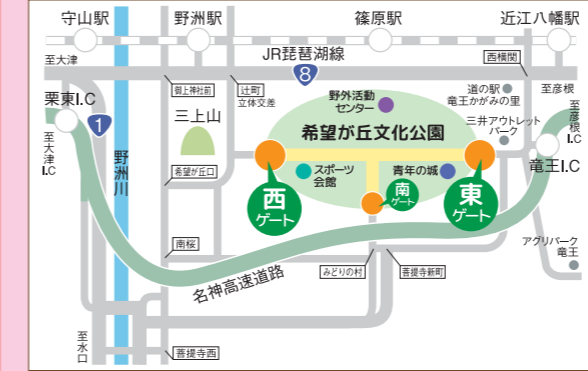 守山駅
野洲駅
篠原駅
近江八幡駅
JR琵琶湖線
至大津
8
西横関
栗東I.C
御上神社前
辻町
立体交差
野外活動
センター
道の駅
竜王かがみの里
至彦根
至彦根I.C
1
三上山
希望が丘文化公園
三井アウトレット
パーク
至大津I.C
野洲川
希望が丘口
スポーツ
会館
青年の城
竜王I.C
西
ゲート
南
ゲート
東
ゲート
南桜
名神高速道路
みどりの村
菩提寺新町
アグリパーク
竜王
至水口
菩提寺西